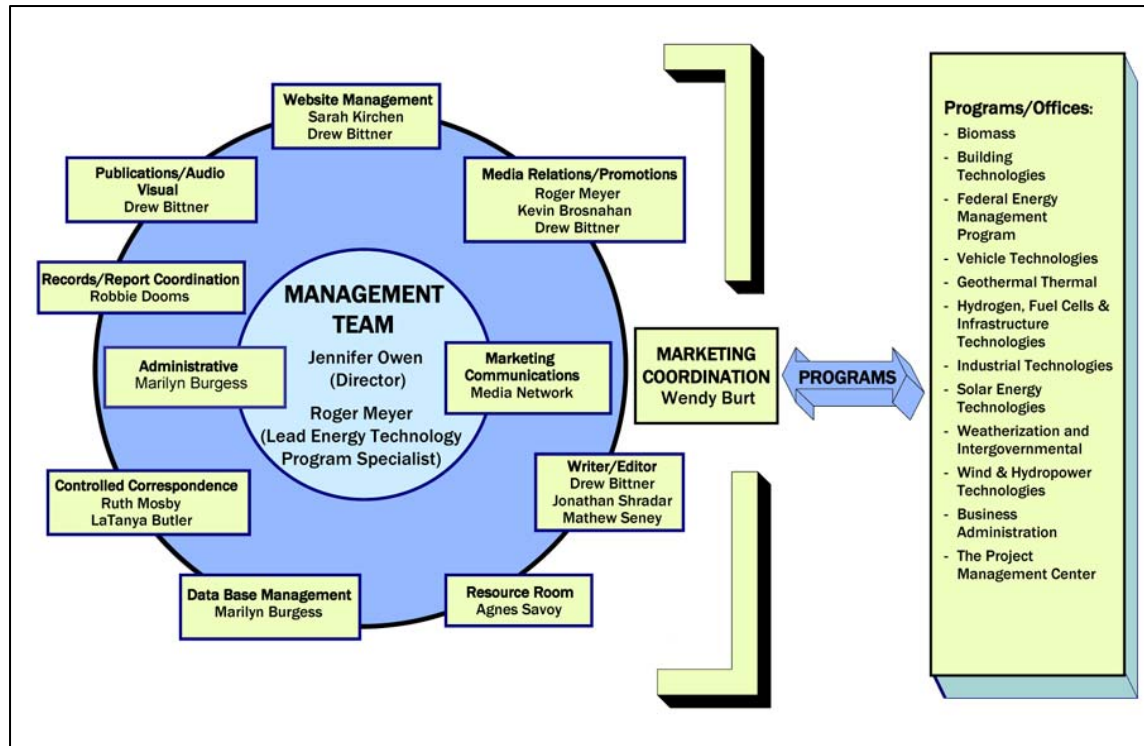 Website Management
Sarah Kirchen
Drew Bittner
Publications/Audio
Visual
Drew Bittner
Media Relations/Promotions
Roger Meyer
Kevin Brosnahan
Drew Bittner
Records/Report Coordination
Robbie Dooms
MANAGEMENT
TEAM
Jennifer Owen
(Director)
Roger Meyer
(Lead Energy Technology
Program Specialist)
Administrative
Marilyn Burgess
Marketing
Communications
Media Network
Controlled Correspondence
Ruth Mosby
LaTanya Butler
Writer/Editor
Drew Bittner
Jonathan Shradar
Mathew Seney
Data Base Management
Marilyn Burgess
Resource Room
Agnes Savoy
MARKETING
COORDINATION
Wendy Burt
PROGRAMS
Programs/Offices:
- Biomass
- Building
Technologies
- Federal Energy
Management
Program
- Vehicle Technologies
- Geothermal Thermal
- Hydrogen, Fuel Cells &
Infrastructure
Technologies
- Industrial Technologies
- Solar Energy
Technologies
- Weatherization and
Intergovernmental
- Wind & Hydropower
Technologies
- Business
Administration
- The Project
Management Center